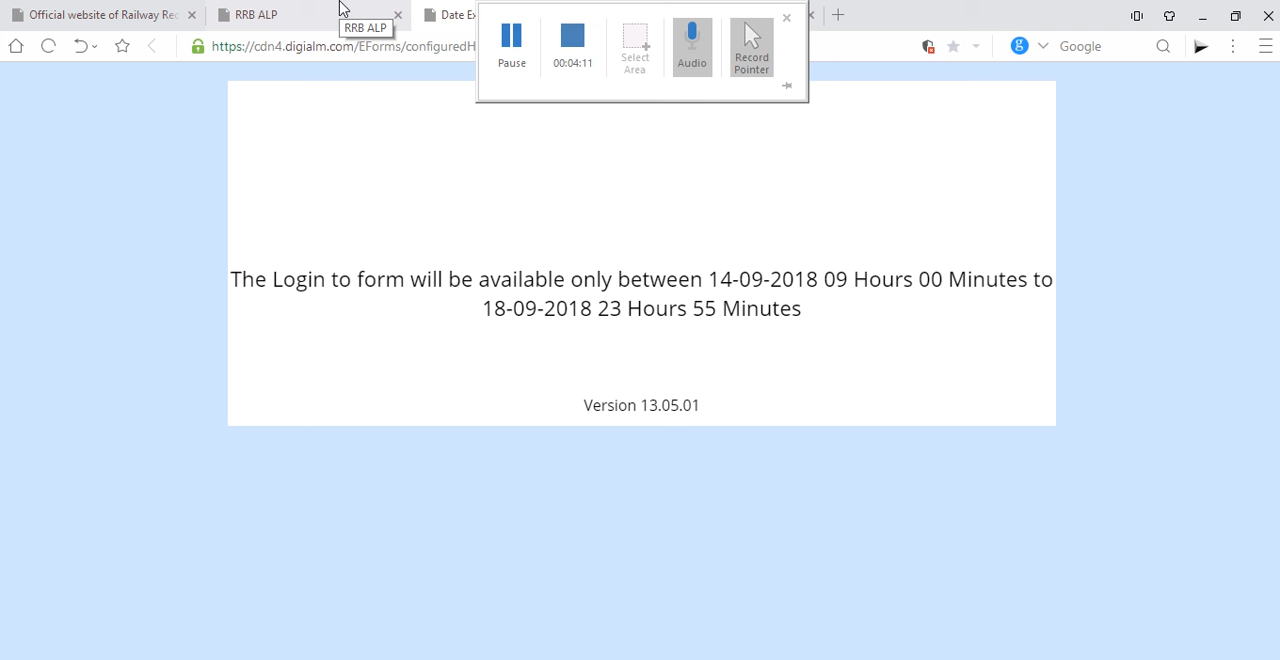 Official website of Railway Rec
RRB ALP
Date Ex
RRB ALP
https://cdn4.digialm.com/EForms/configuredH
Pause
00:04:11
Select
Area
Audio
Record
Pointer
g
Google
The Login to form will be available only between 14-09-2018 09 Hours 00 Minutes to
18-09-2018 23 Hours 55 Minutes
Version 13.05.01